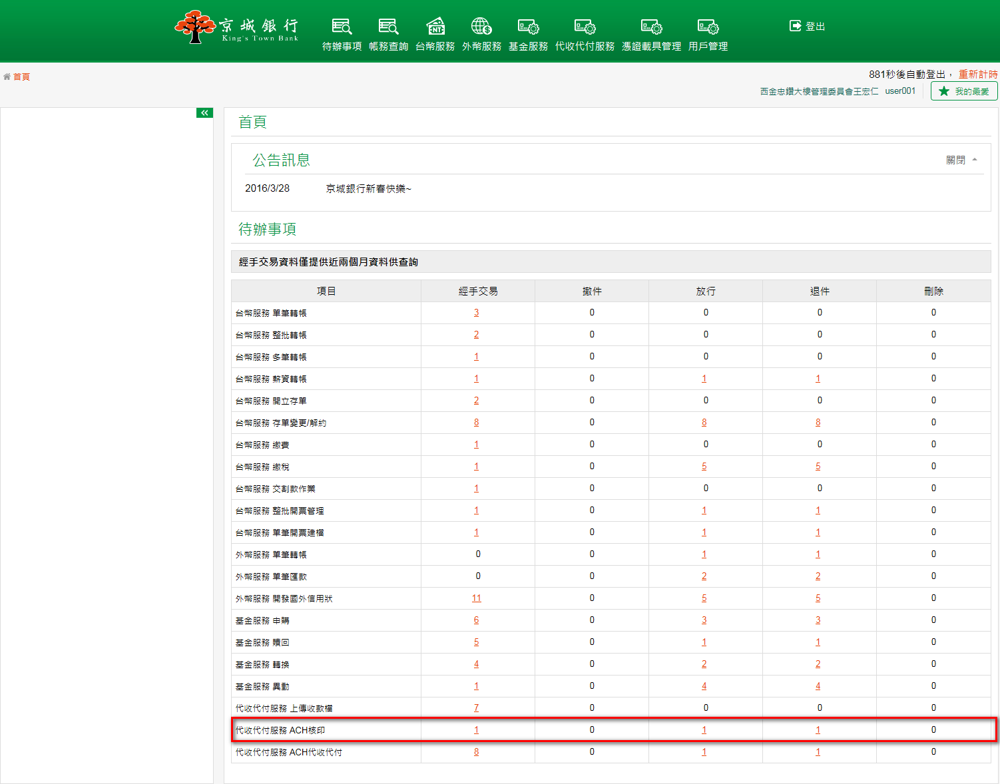 京城銀行
King's Town Bank
待辦事項 帳務查詢 台幣服務 外幣服務 基金服務 代收代付服務 憑證載具管理 用戶管理
登出
首頁
881秒後自動登出， 重新計時
西金忠鑽大樓管理委員會王宏仁 user001 我的最愛
首頁
公告訊息 關閉
2016/3/28 京城銀行新春快樂~
待辦事項
經手交易資料僅提供近兩個月資料供查詢
項目 經手交易 撤件 放行 退件 刪除
台幣服務 單筆轉帳 3 0 0 0 0
台幣服務 整批轉帳 2 0 0 0 0
台幣服務 多筆轉帳 1 0 0 0 0
台幣服務 薪資轉帳 1 0 1 1 0
台幣服務 開立存單 2 0 0 0 0
台幣服務 存單變更/解約 8 0 8 8 0
台幣服務 繳費 1 0 0 0 0
台幣服務 繳稅 1 0 5 5 0
台幣服務 交割款作業 1 0 0 0 0
台幣服務 整批開票管理 1 0 1 1 0
台幣服務 單筆開票建檔 1 0 1 1 0
外幣服務 單筆轉帳 0 0 1 1 0
外幣服務 單筆匯款 0 0 2 2 0
外幣服務 開發國外信用狀 11 0 5 5 0
基金服務 申購 6 0 3 3 0
基金服務 贖回 5 0 1 1 0
基金服務 轉換 4 0 2 2 0
基金服務 異動 1 0 4 4 0
代收代付服務 上傳收款檔 7 0 0 0 0
代收代付服務 ACH核印 1 0 1 1 0
代收代付服務 ACH代收代付 8 0 1 1 0